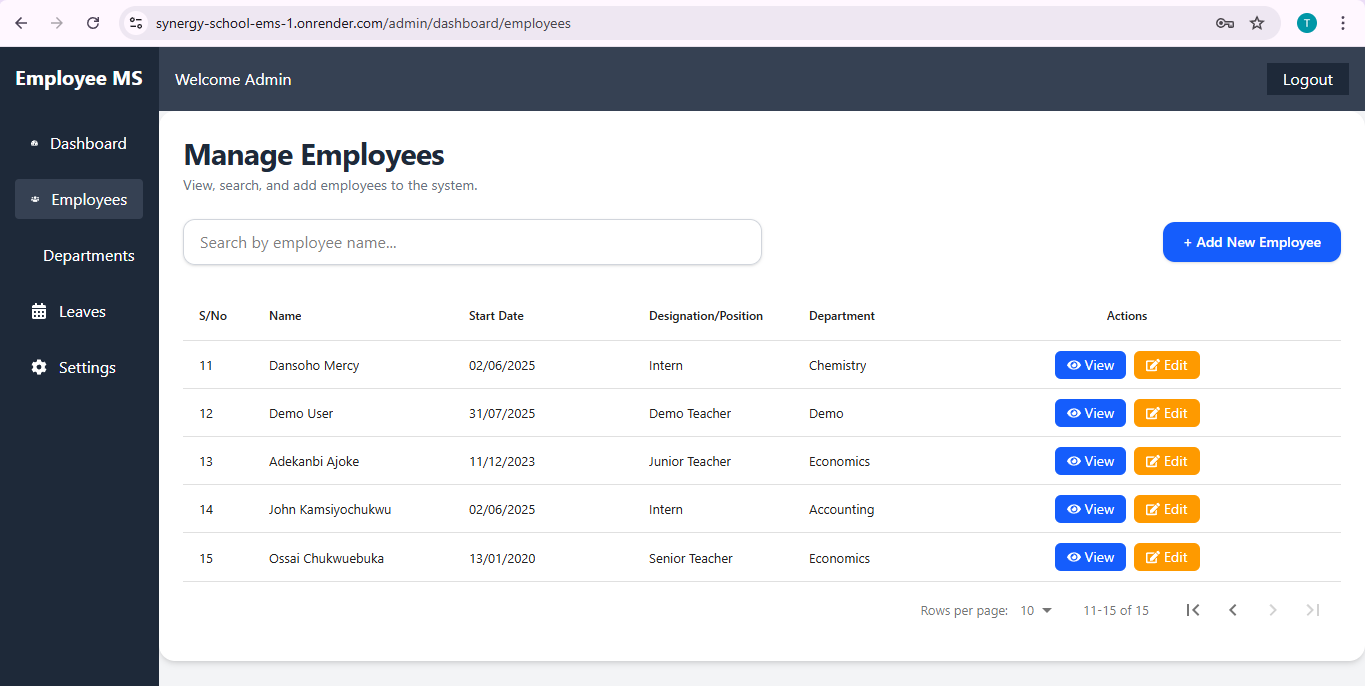 synergy-school-ems-1.onrender.com/admin/dashboard/employees
T
Employee MS
Welcome Admin
Logout
Dashboard
Employees
Departments
Leaves
Settings
Manage Employees
View, search, and add employees to the system.
Search by employee name...
+ Add New Employee
S/No Name Start Date Designation/Position Department Actions
11 Dansoho Mercy 02/06/2025 Intern Chemistry View Edit
12 Demo User 31/07/2025 Demo Teacher Demo View Edit
13 Adekanbi Ajoke 11/12/2023 Junior Teacher Economics View Edit
14 John Kamsiyochukwu 02/06/2025 Intern Accounting View Edit
15 Ossai Chukwuebuka 13/01/2020 Senior Teacher Economics View Edit
Rows per page: 10 11-15 of 15